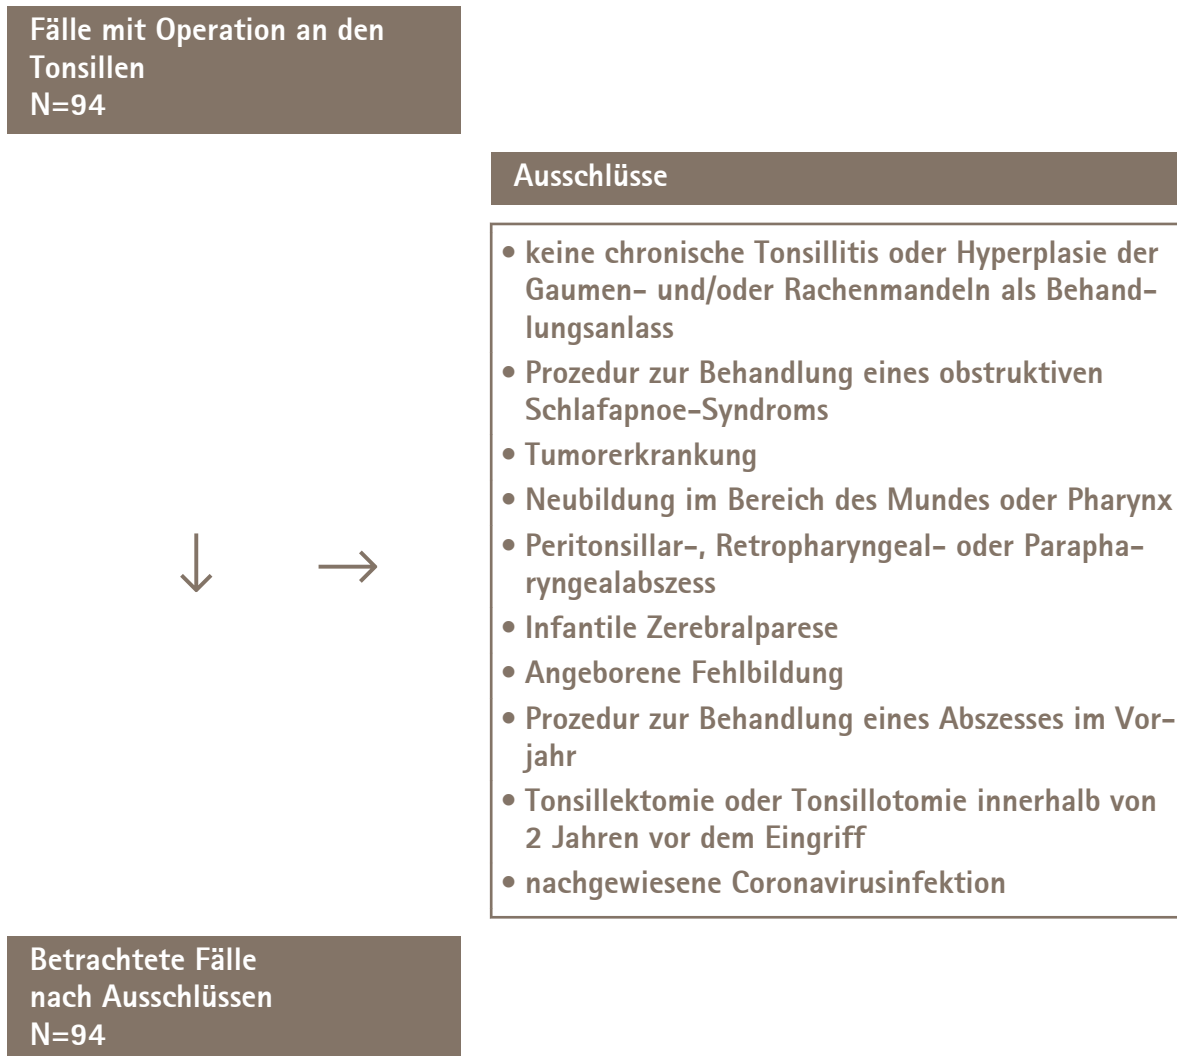 Fälle mit Operation an den
Tonsillen
N=94
Ausschlüsse
• keine chronische Tonsillitis oder Hyperplasie der
Gaumen- und/oder Rachenmandeln als Behand-
lungsanlass
• Prozedur zur Behandlung eines obstruktiven
Schlafapnoe-Syndroms
• Tumorerkrankung
• Neubildung im Bereich des Mundes oder Pharynx
• Peritonsillar-, Retropharyngeal- oder Parapha-
ryngealabszess
• Infantile Zerebralparese
• Angeborene Fehlbildung
• Prozedur zur Behandlung eines Abszesses im Vor-
jahr
• Tonsillektomie oder Tonsillotomie innerhalb von
2 Jahren vor dem Eingriff
• nachgewiesene Coronavirusinfektion
Betrachtete Fälle
nach Ausschlüssen
N=94